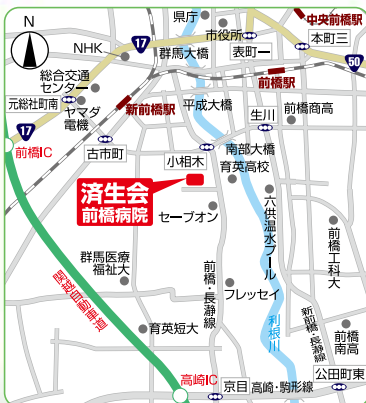 N
県庁
中央前橋駅
市役所
本町三
17
NHK
群馬大橋
表町一
50
総合交通
センター
前橋駅
元総社町南
ヤマダ
電機
新前橋駅
平成大橋
前橋商高
生川
17
前橋IC
古市町
南部大橋
小相木
育英高校
済生会
前橋病院
セーブオン
六供温水プール
前橋工科大
群馬医療
福祉大
前橋・長瀞線
フレッセイ
関越自動車道
利根川
新前橋・長瀞線
育英短大
前橋
南高
公田町東
高崎IC
京目
高崎・駒形線